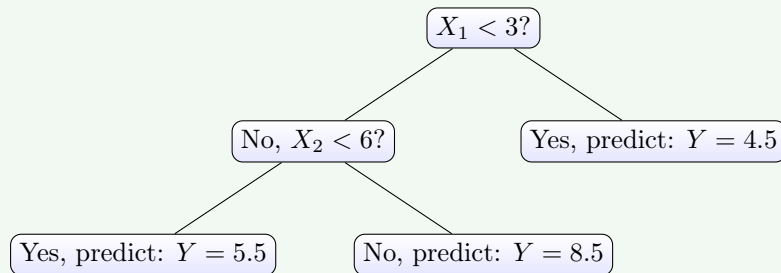 X₁ < 3?
No, X₂ < 6?
Yes, predict: Y = 4.5
Yes, predict: Y = 5.5
No, predict: Y = 8.5